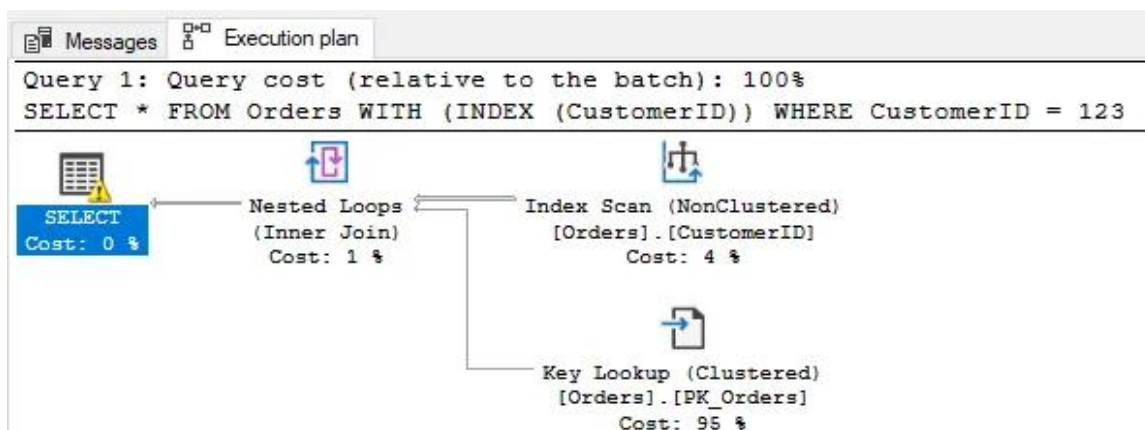 Messages Execution plan
Query 1: Query cost (relative to the batch): 100%
SELECT * FROM Orders WITH (INDEX (CustomerID)) WHERE CustomerID = 123
SELECT
Cost: 0 %
Nested Loops
(Inner Join)
Cost: 1 %
Index Scan (NonClustered)
[Orders].[CustomerID]
Cost: 4 %
Key Lookup (Clustered)
[Orders].[PK_Orders]
Cost: 95 %